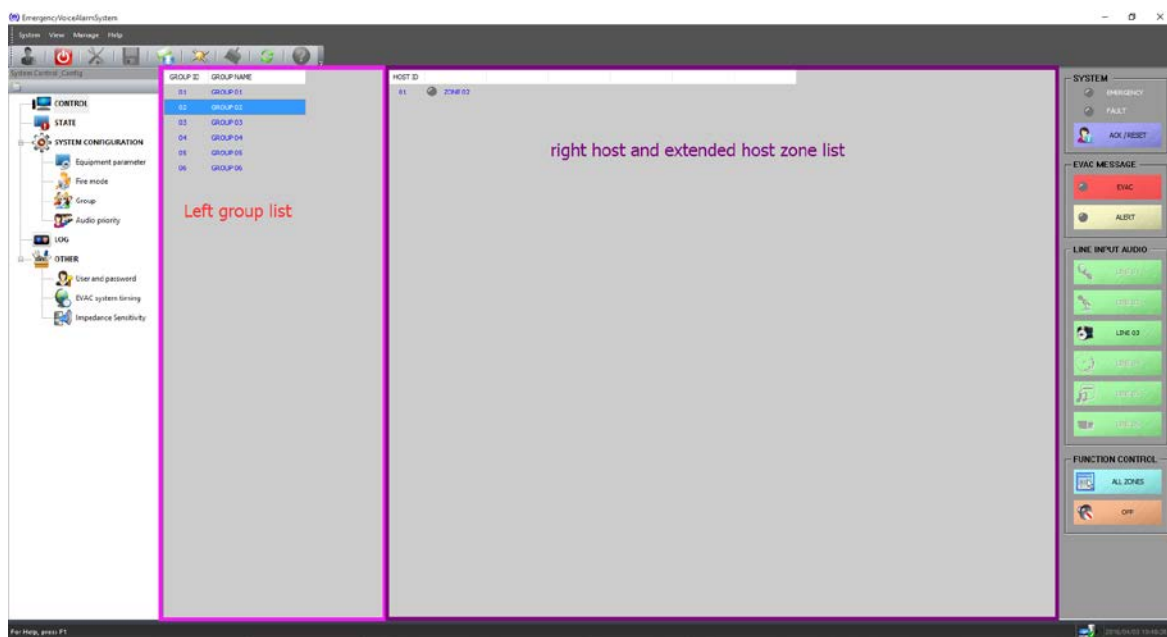 EmergencyVoiceAlarmSystem
System View Manage Help
System Control_Config
CONTROL
STATE
SYSTEM CONFIGURATION
Equipment parameter
Fire mode
Group
Audio priority
LOG
OTHER
User and password
EVAC system timing
Impedance Sensitivity
GROUP ID GROUP NAME
01 GROUP 01
02 GROUP 02
03 GROUP 03
04 GROUP 04
05 GROUP 05
06 GROUP 06
Left group list
HOST ID
01 ZONE 02
right host and extended host zone list
SYSTEM
EMERGENCY
FAULT
ACK /RESET
EVAC MESSAGE
EVAC
ALERT
LINE INPUT AUDIO
LINE 03
FUNCTION CONTROL
ALL ZONES
OFF
For Help, press F1